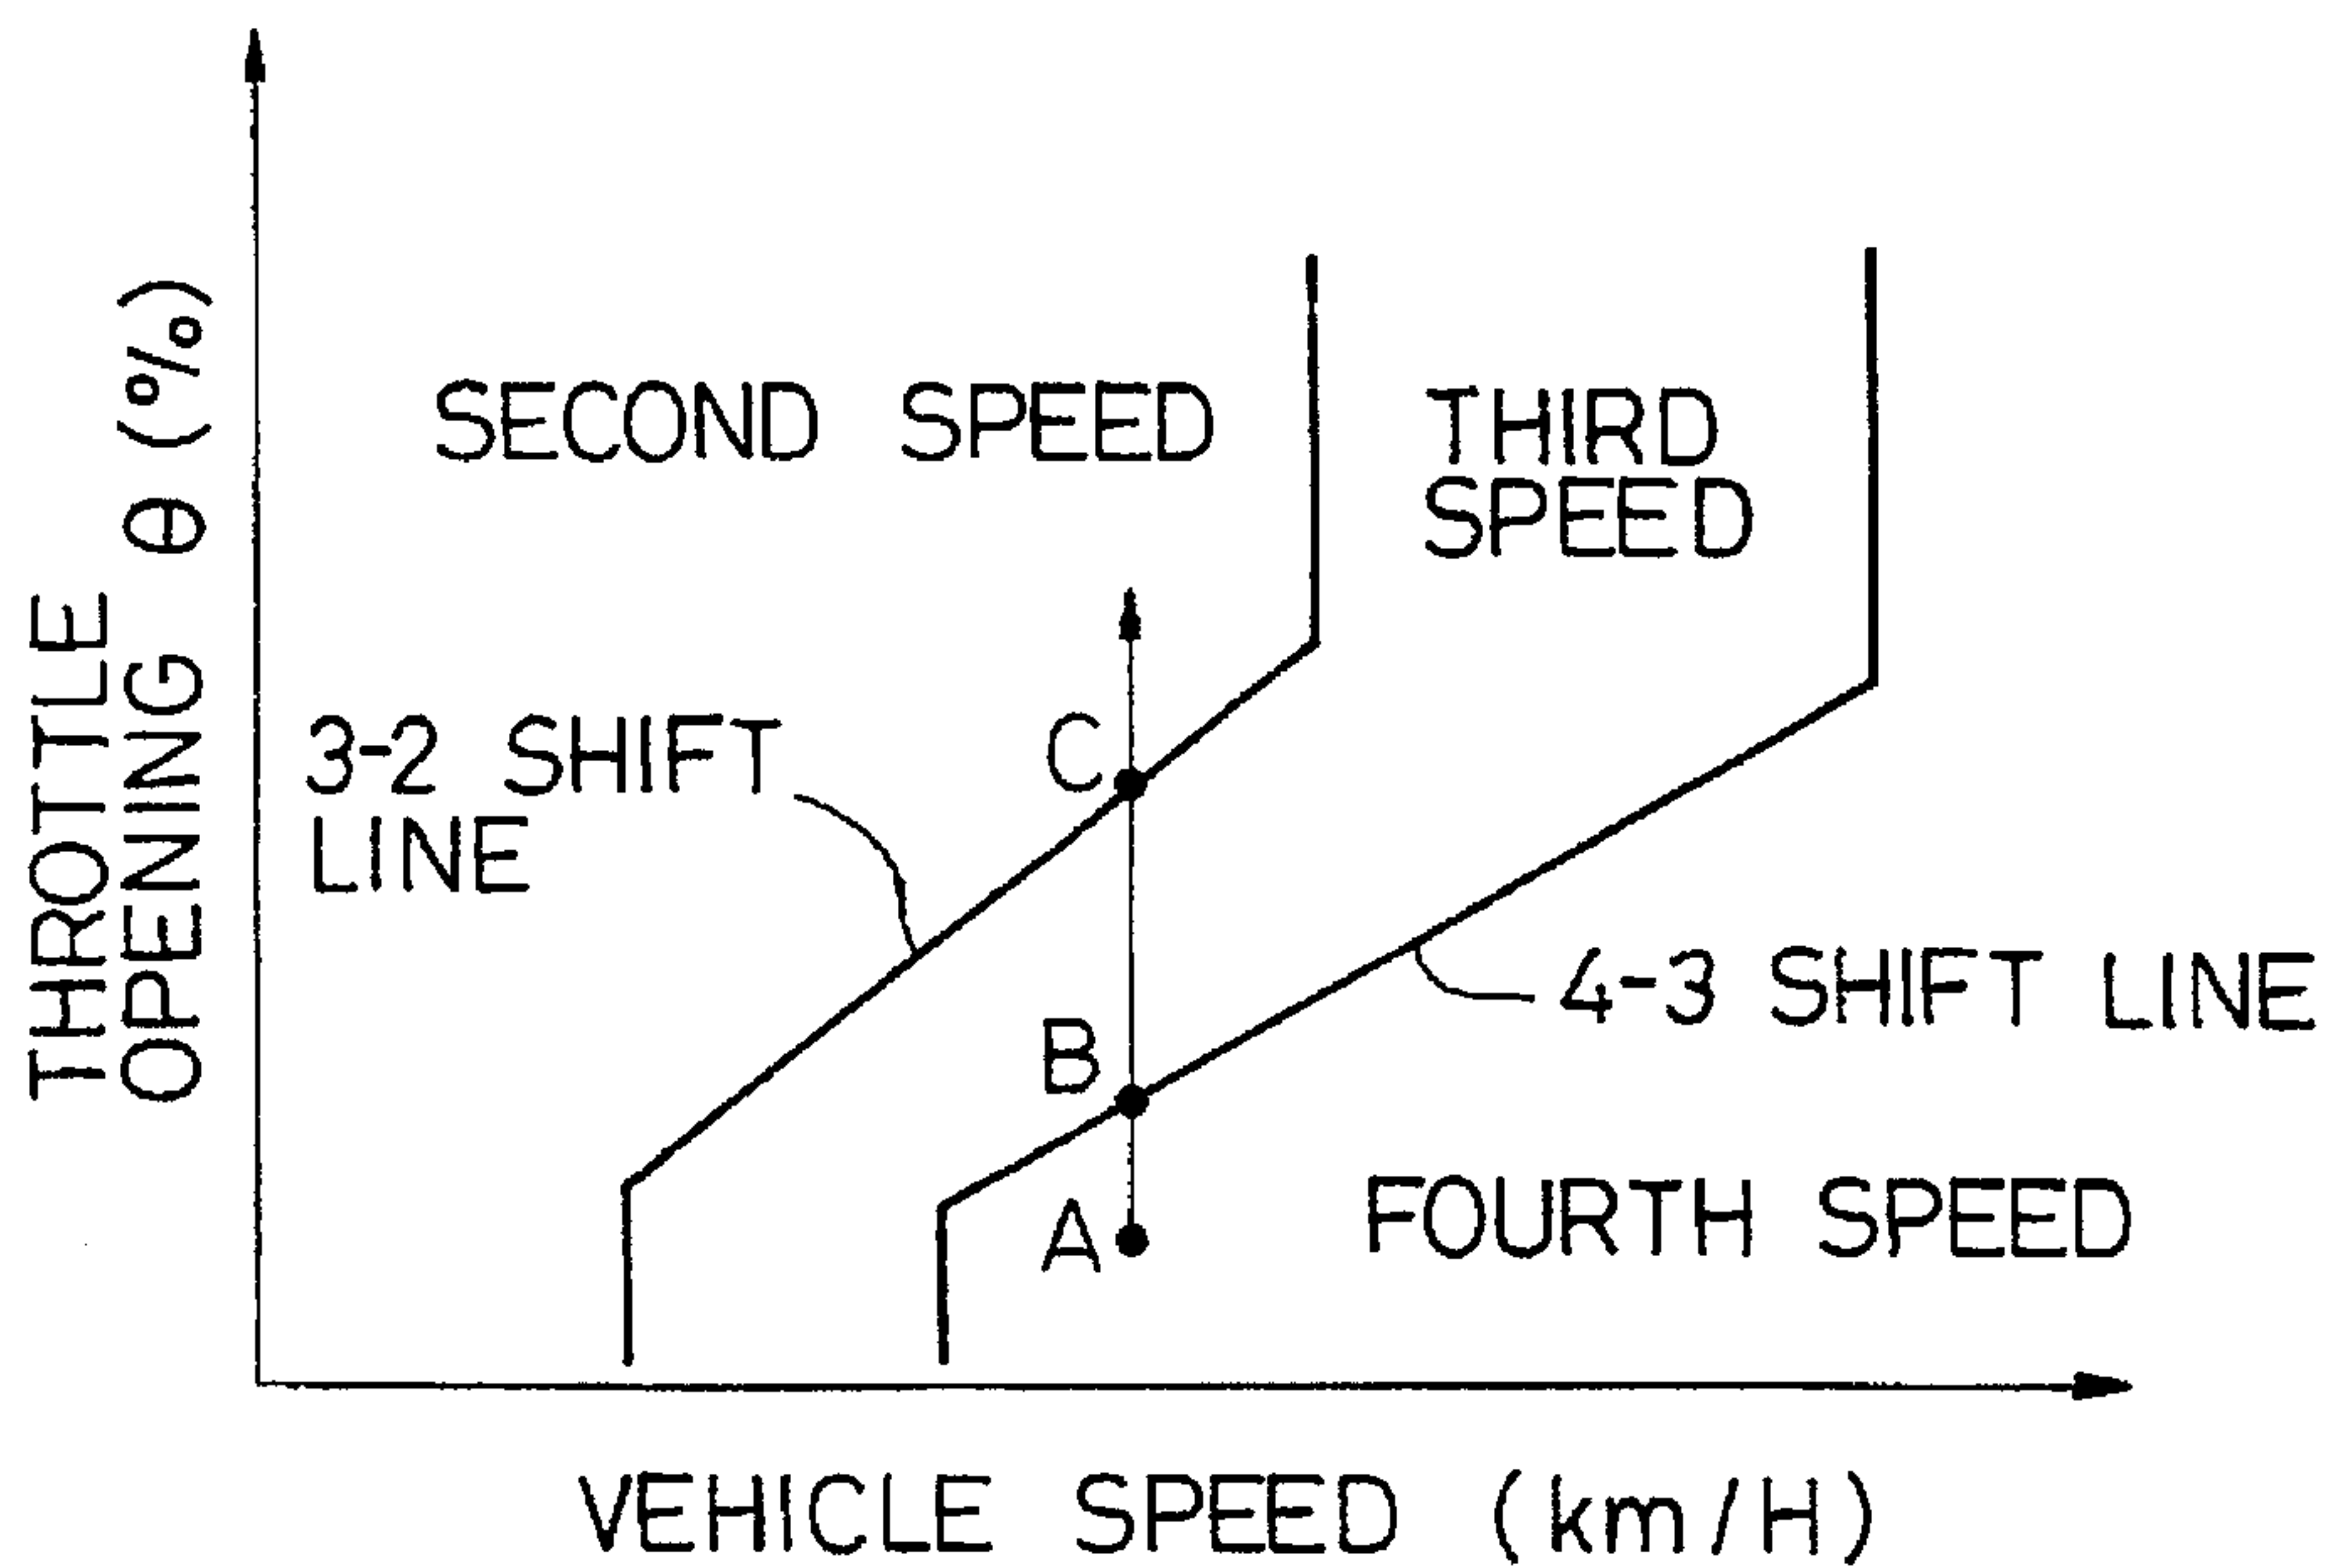 THROTTLE
OPENING θ (%)
SECOND SPEED
THIRD
SPEED
3-2 SHIFT
LINE
C
B
4-3 SHIFT LINE
A
FOURTH SPEED
VEHICLE SPEED (km/H)